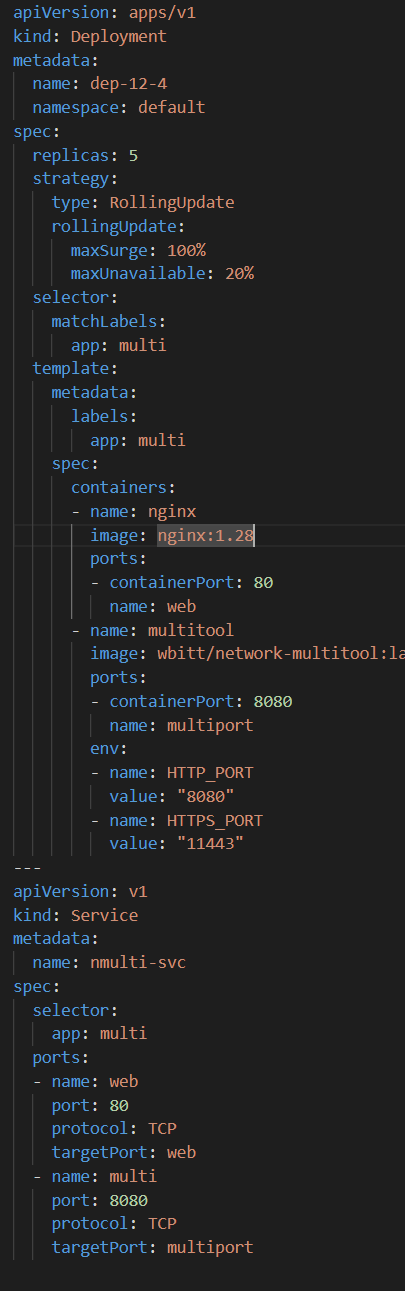 apiVersion: apps/v1
kind: Deployment
metadata:
  name: dep-12-4
  namespace: default
spec:
  replicas: 5
  strategy:
    type: RollingUpdate
    rollingUpdate:
      maxSurge: 100%
      maxUnavailable: 20%
  selector:
    matchLabels:
      app: multi
  template:
    metadata:
      labels:
        app: multi
    spec:
      containers:
      - name: nginx
        image: nginx:1.28
        ports:
        - containerPort: 80
          name: web
      - name: multitool
        image: wbitt/network-multitool:la
        ports:
        - containerPort: 8080
          name: multiport
        env:
        - name: HTTP_PORT
          value: "8080"
        - name: HTTPS_PORT
          value: "11443"
---
apiVersion: v1
kind: Service
metadata:
  name: nmulti-svc
spec:
  selector:
    app: multi
  ports:
  - name: web
    port: 80
    protocol: TCP
    targetPort: web
  - name: multi
    port: 8080
    protocol: TCP
    targetPort: multiport